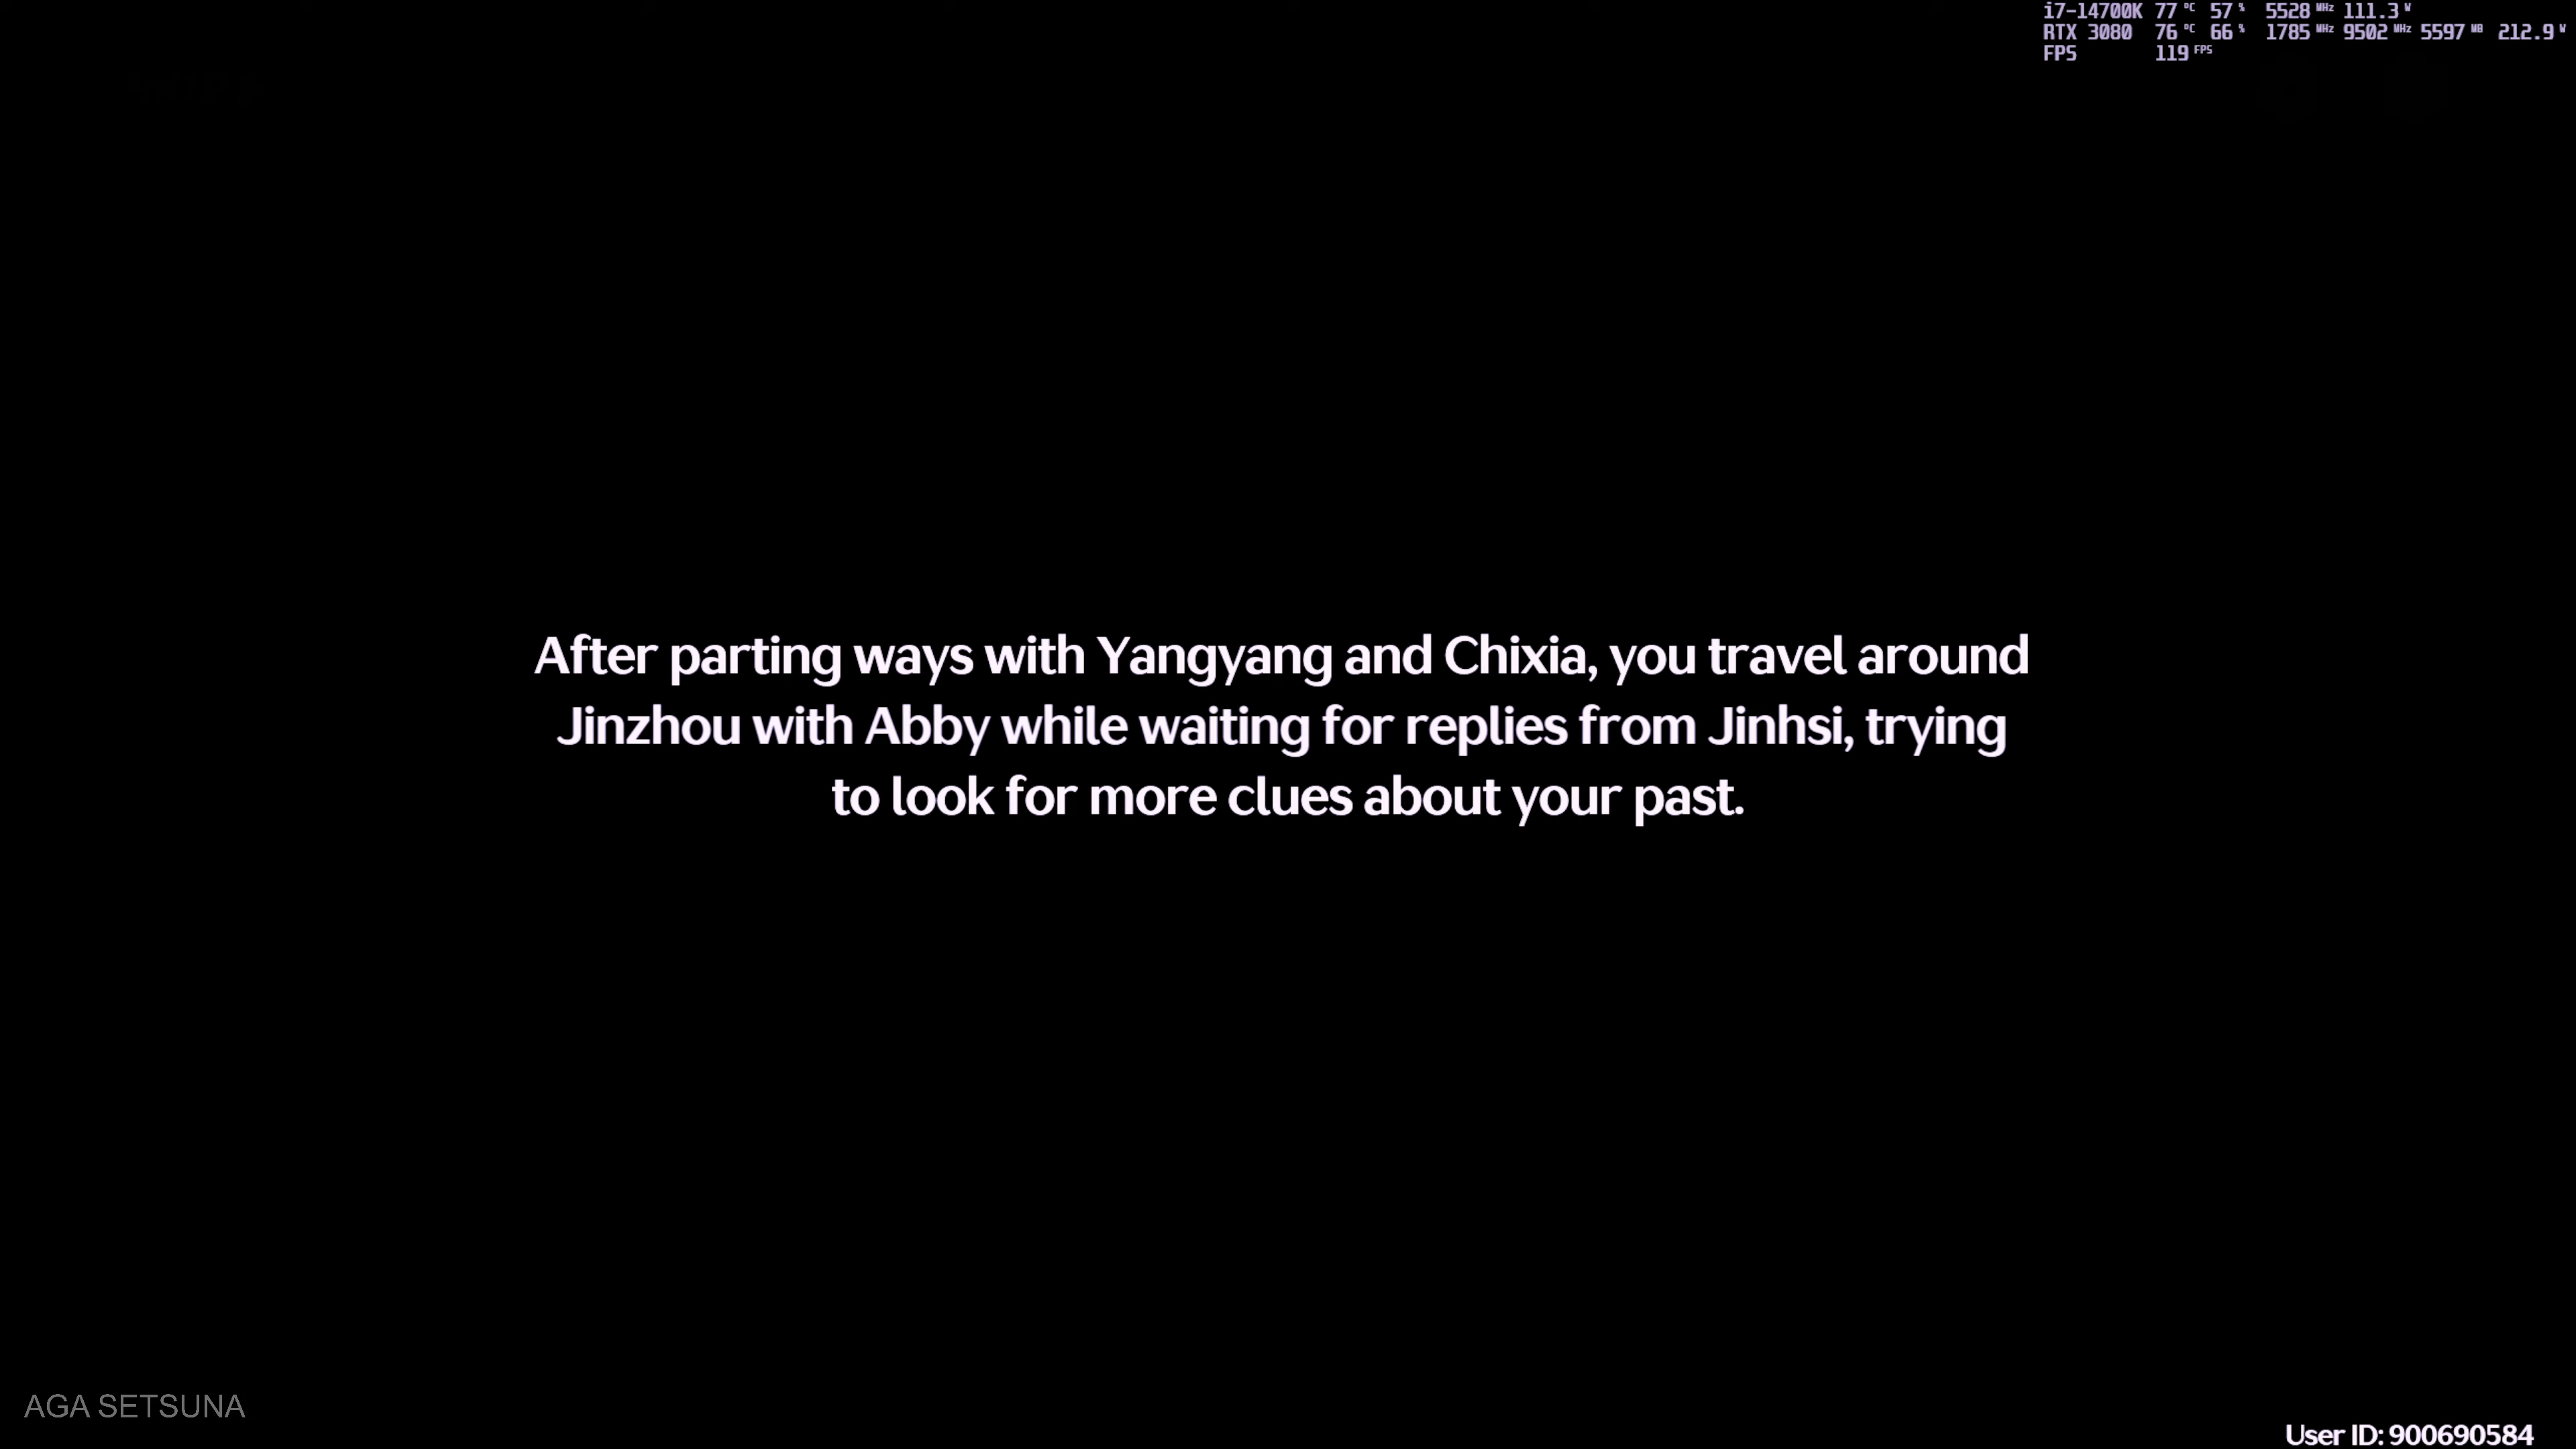 i7-14700K 77 °C 57 % 5528 MHz 111.3 W
RTX 3080 76 °C 66 % 1785 MHz 9502 MHz 5597 MB 212.9 W
FPS 119 FPS
After parting ways with Yangyang and Chixia, you travel around
Jinzhou with Abby while waiting for replies from Jinhsi, trying
to look for more clues about your past.
AGA SETSUNA
User ID: 900690584